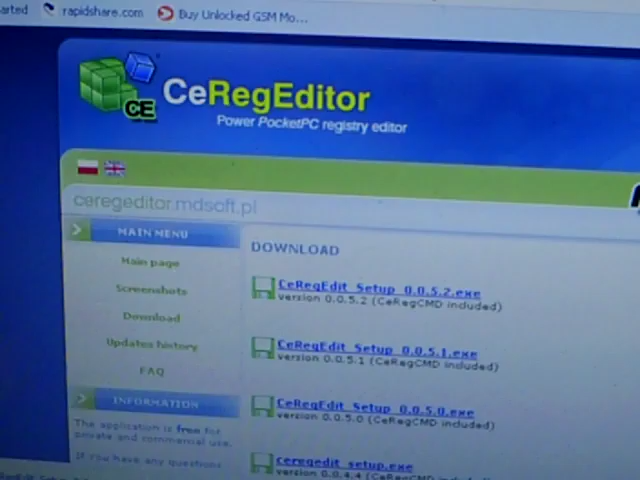 arted rapidshare.com Buy Unlocked GSM Mo...
CE
CeRegEditor
Power PocketPC registry editor
ceregeditor.mdsoft.pl
MAIN MENU
Main page
Screenshots
Download
Updates history
FAQ
INFORMATION
The application is free for
private and commercial use.
If you have any questions
DOWNLOAD
CeRegEdit_Setup_0.0.5.2.exe
version 0.0.5.2 (CeRegCMD included)
CeRegEdit_Setup_0.0.5.1.exe
version 0.0.5.1 (CeRegCMD included)
CeRegEdit_Setup_0.0.5.0.exe
version 0.0.5.0 (CeRegCMD included)
ceregedit_setup.exe
version 0.0.4.4 (CeRegCMD included)